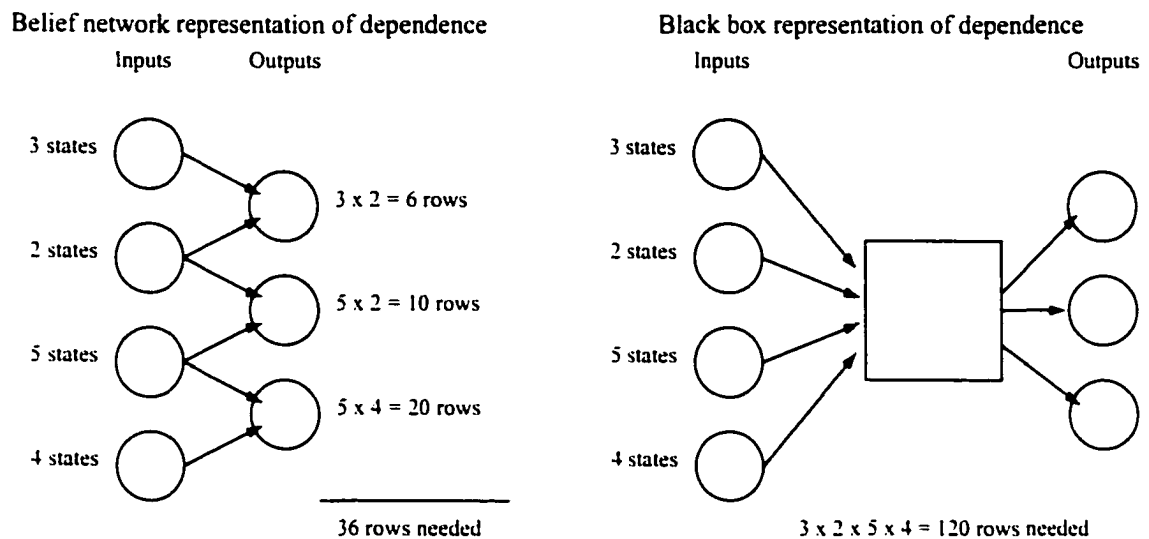 Belief network representation of dependence
Inputs
Outputs
3 states
3 x 2 = 6 rows
2 states
5 x 2 = 10 rows
5 states
5 x 4 = 20 rows
4 states
36 rows needed
Black box representation of dependence
Inputs
Outputs
3 states
2 states
5 states
4 states
3 x 2 x 5 x 4 = 120 rows needed